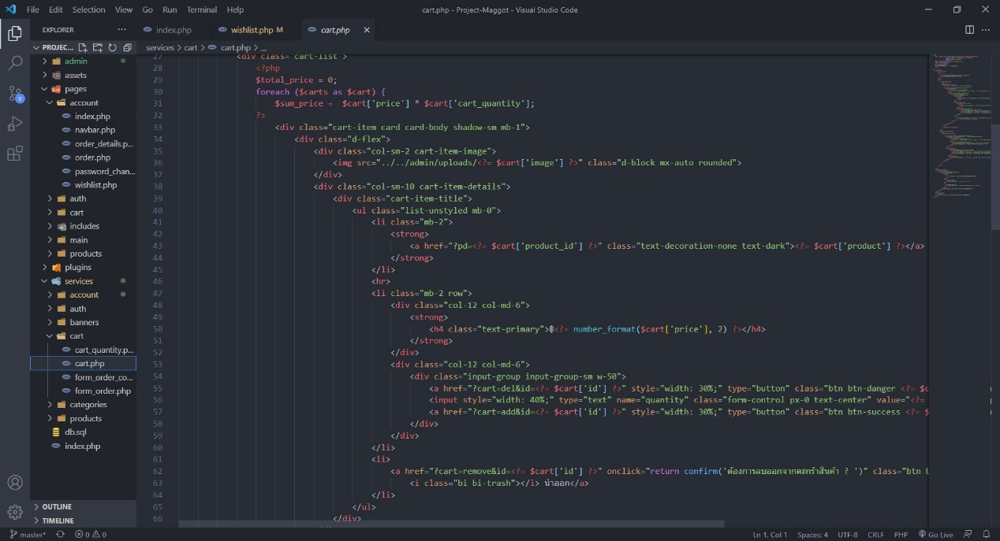 File Edit Selection View Go Run Terminal Help
cart.php - Project-Maggot - Visual Studio Code
EXPLORER
index.php
wishlist.php M
cart.php
PROJEC...
services > cart > cart.php > ...
admin
assets
pages
account
index.php
navbar.php
order_details.p...
order.php
password_chan...
wishlist.php
auth
cart
includes
main
products
plugins
services
account
auth
banners
cart
cart_quantity.p...
cart.php
form_order_co...
form_order.php
categories
products
db.sql
index.php
OUTLINE
TIMELINE
27 <div class="cart-list">
28 <?php
29 $total_price = 0;
30 foreach ($carts as $cart) {
31 $sum_price =  $cart['price'] * $cart['cart_quantity'];
32 ?>
33 <div class="cart-item card card-body shadow-sm mb-1">
34 <div class="d-flex">
35 <div class="col-sm-2 cart-item-image">
36 <img src="../../admin/uploads/<?= $cart['image'] ?>" class="d-block mx-auto rounded">
37 </div>
38 <div class="col-sm-10 cart-item-details">
39 <div class="cart-item-title">
40 <ul class="list-unstyled mb-0">
41 <li class="mb-2">
42 <strong>
43 <a href="?pd=<?= $cart['product_id'] ?>" class="text-decoration-none text-dark"><?= $cart['product'] ?></a>
44 </strong>
45 </li>
46 <hr>
47 <li class="mb-2 row">
48 <div class="col-12 col-md-6">
49 <strong>
50 <h4 class="text-primary">฿<?= number_format($cart['price'], 2) ?></h4>
51 </strong>
52 </div>
53 <div class="col-12 col-md-6">
54 <div class="input-group input-group-sm w-50">
55 <a href="?cart=del&id=<?= $cart['id'] ?>" style="width: 30%;" type="button" class="btn btn-danger <?= $c
56 <input style="width: 40%;" type="text" name="quantity" class="form-control px-0 text-center" value="<?=
57 <a href="?cart=add&id=<?= $cart['id'] ?>" style="width: 30%;" type="button" class="btn btn-success <?= $
58 </div>
59 </div>
60 </li>
61 <li>
62 <a href="?cart=remove&id=<?= $cart['id'] ?>" onclick="return confirm('ต้องการลบออกจากตะกร้าสินค้า ? ')" class="btn b
63 <i class="bi bi-trash"></i> นำออก</a>
64 </li>
65 </ul>
66 </div>
master* 0 0 Ln 1, Col 1 Spaces: 4 UTF-8 CRLF PHP Go Live